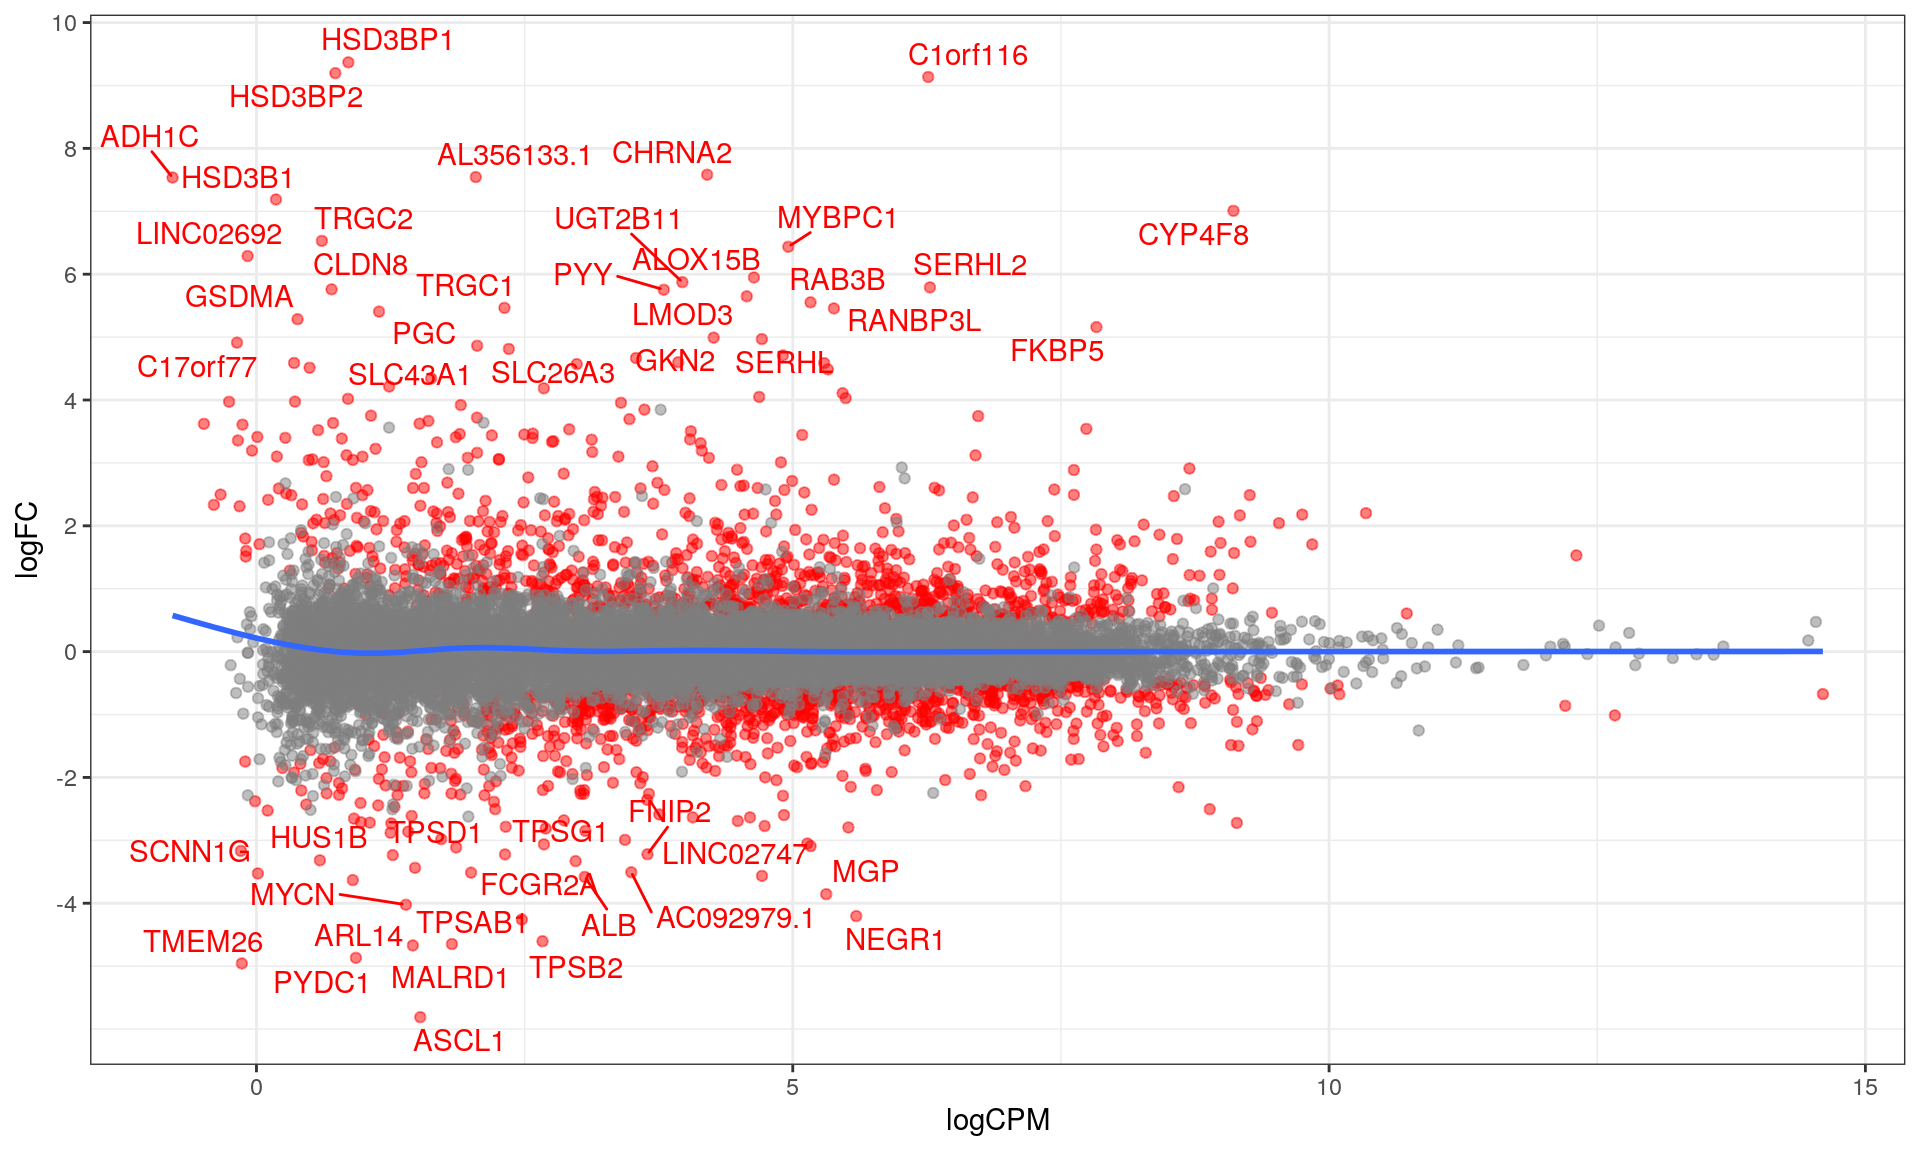 10
HSD3BP1
C1orf116
HSD3BP2
ADH1C
8
AL356133.1
CHRNA2
HSD3B1
TRGC2
UGT2B11
MYBPC1
LINC02692
CYP4F8
CLDN8
ALOX15B
SERHL2
6
PYY
RAB3B
TRGC1
GSDMA
LMOD3
RANBP3L
PGC
FKBP5
GKN2
SERHL
C17orf77
SLC43A1
SLC26A3
4
2
logFC
0
-2
FNIP2
TPSD1
TPSG1
HUS1B
SCNN1G
LINC02747
MGP
FCGR2A
MYCN
-4
AC092979.1
TPSAB1
ALB
ARL14
TMEM26
NEGR1
TPSB2
MALRD1
PYDC1
ASCL1
0
5
10
15
logCPM